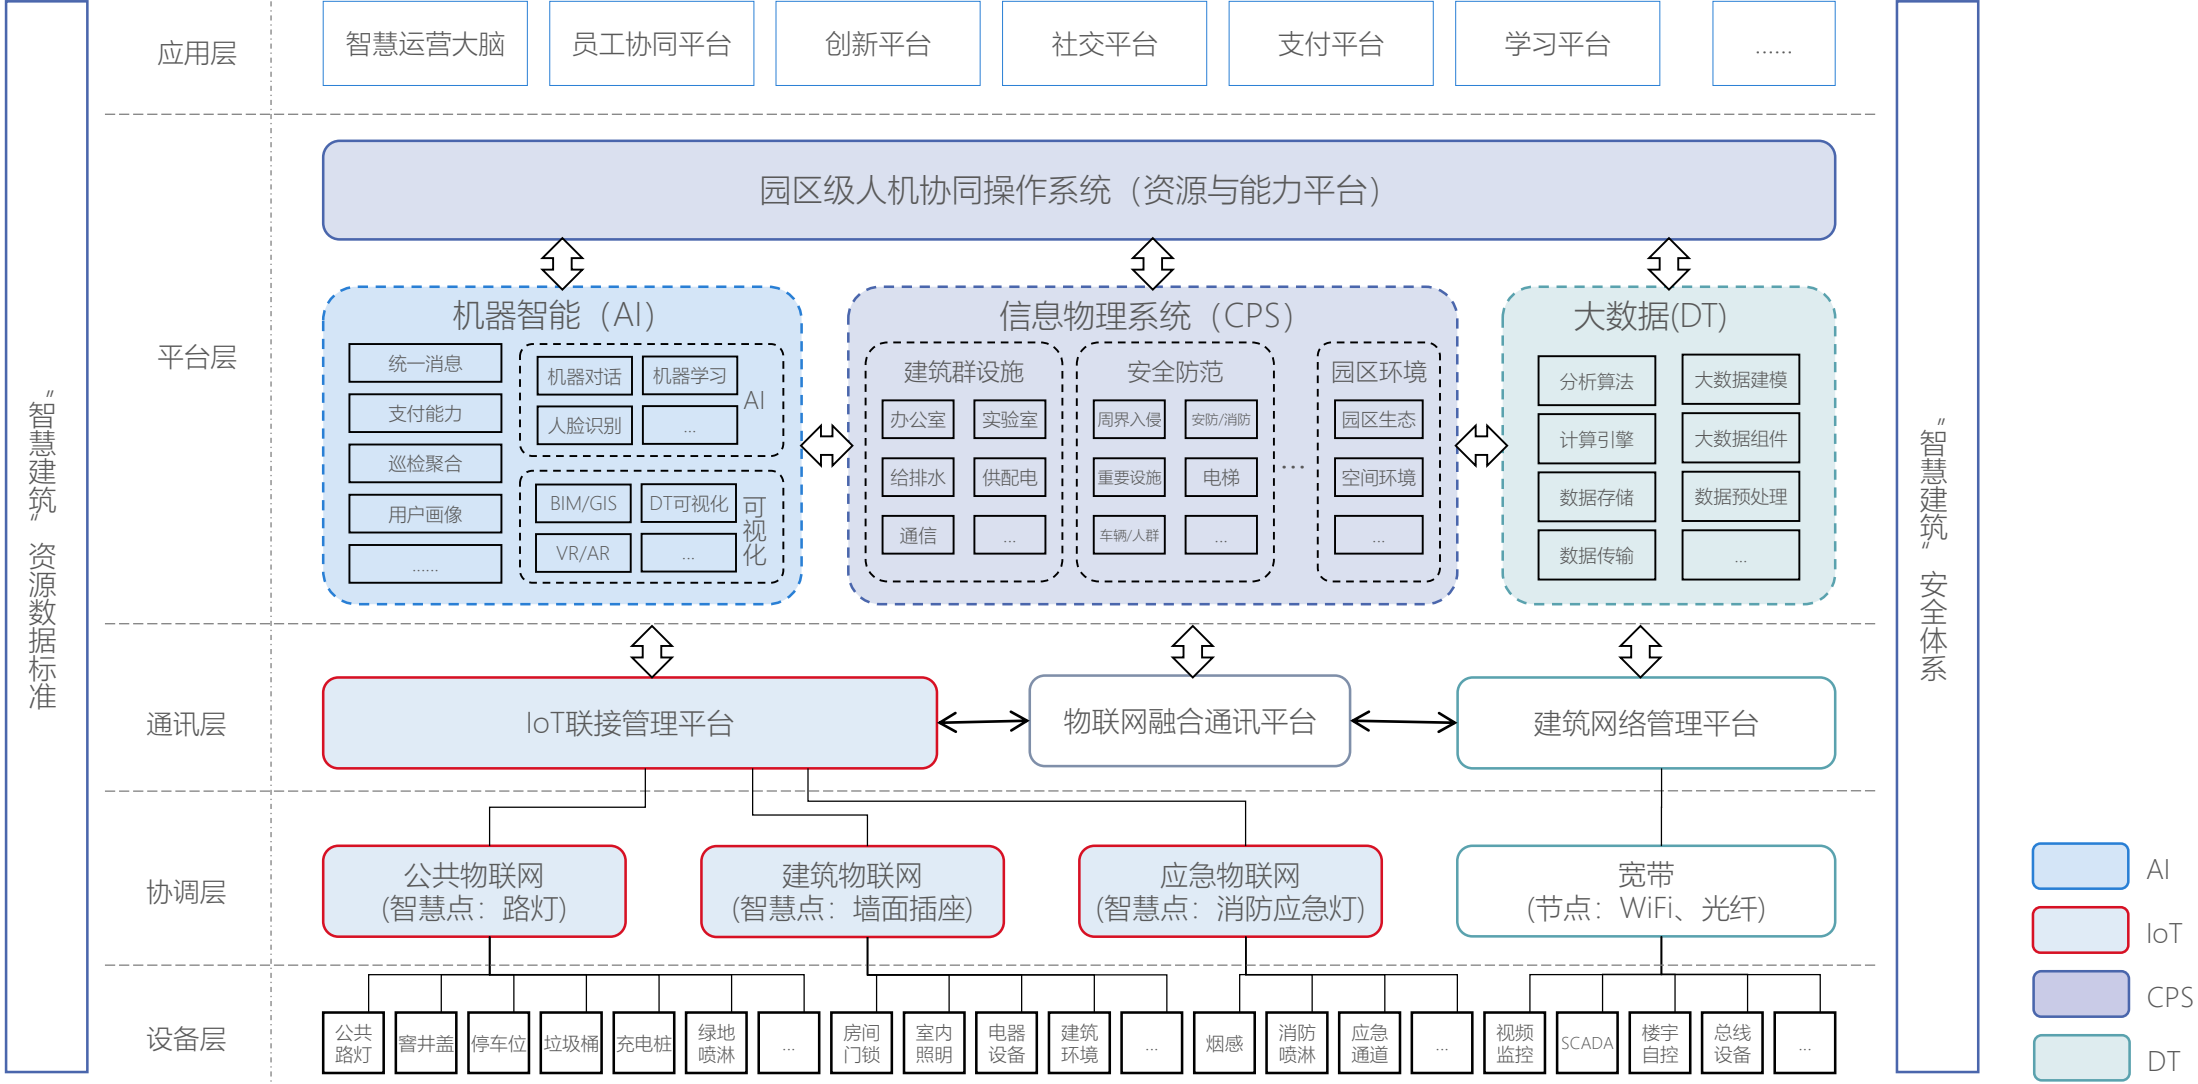 应用层
智慧运营大脑
员工协同平台
创新平台
社交平台
支付平台
学习平台
......
平台层
园区级人机协同操作系统（资源与能力平台）
机器智能（AI）
统一消息
支付能力
巡检聚合
用户画像
......
机器对话
机器学习
人脸识别
...
AI
BIM/GIS
DT可视化
VR/AR
...
可视化
信息物理系统（CPS）
建筑群设施
办公室
实验室
给排水
供配电
通信
...
安全防范
周界入侵
安防/消防
重要设施
电梯
车辆/人群
...
...
园区环境
园区生态
空间环境
...
大数据(DT)
分析算法
大数据建模
计算引擎
大数据组件
数据存储
数据预处理
数据传输
...
通讯层
IoT联接管理平台
物联网融合通讯平台
建筑网络管理平台
协调层
公共物联网
(智慧点：路灯)
建筑物联网
(智慧点：墙面插座)
应急物联网
(智慧点：消防应急灯)
宽带
(节点：WiFi、光纤)
设备层
公共
路灯
窨井盖
停车位
垃圾桶
充电桩
绿地
喷淋
...
房间
门锁
室内
照明
电器
设备
建筑
环境
...
烟感
消防
喷淋
应急
通道
...
视频
监控
SCADA
楼宇
自控
总线
设备
...
“智慧建筑”资源数据标准
“智慧建筑”安全体系
AI
IoT
CPS
DT